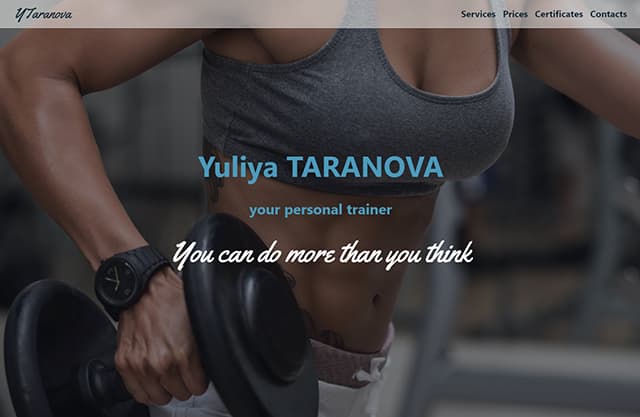 YTaranova
Services Prices Certificates Contacts
Yuliya TARANOVA
your personal trainer
You can do more than you think